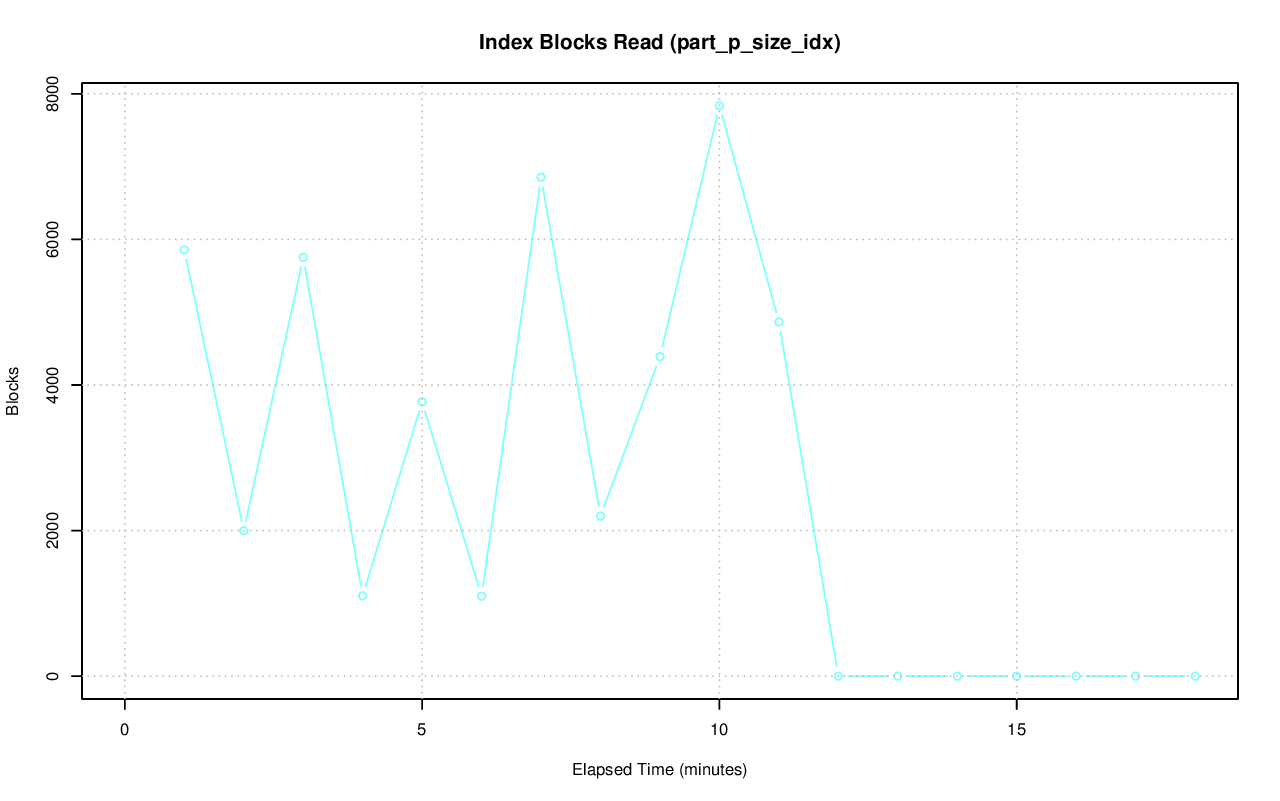 Index Blocks Read (part_p_size_idx)
8000
6000
4000
2000
0
Blocks
0 5 10 15
Elapsed Time (minutes)